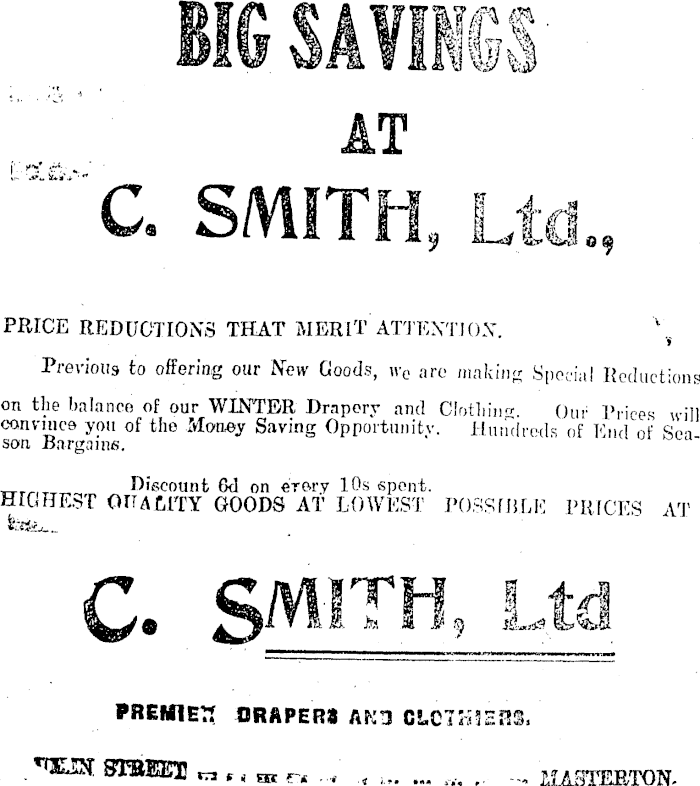 BIG SAVINGS
AT
C. SMITH, Ltd.,
PRICE REDUCTIONS THAT MERIT ATTENTION.
Previous to offering our New Goods, we are making Special Reductions
on the balance of our WINTER Drapery and Clothing. Our Prices will
convince you of the Money Saving Opportunity. Hundreds of End of Sea-
son Bargains.
Discount 6d on every 10s spent.
HIGHEST QUALITY GOODS AT LOWEST POSSIBLE PRICES AT
C. SMITH, Ltd
PREMIER DRAPERS AND CLOTHIERS.
STREET MASTERTON.